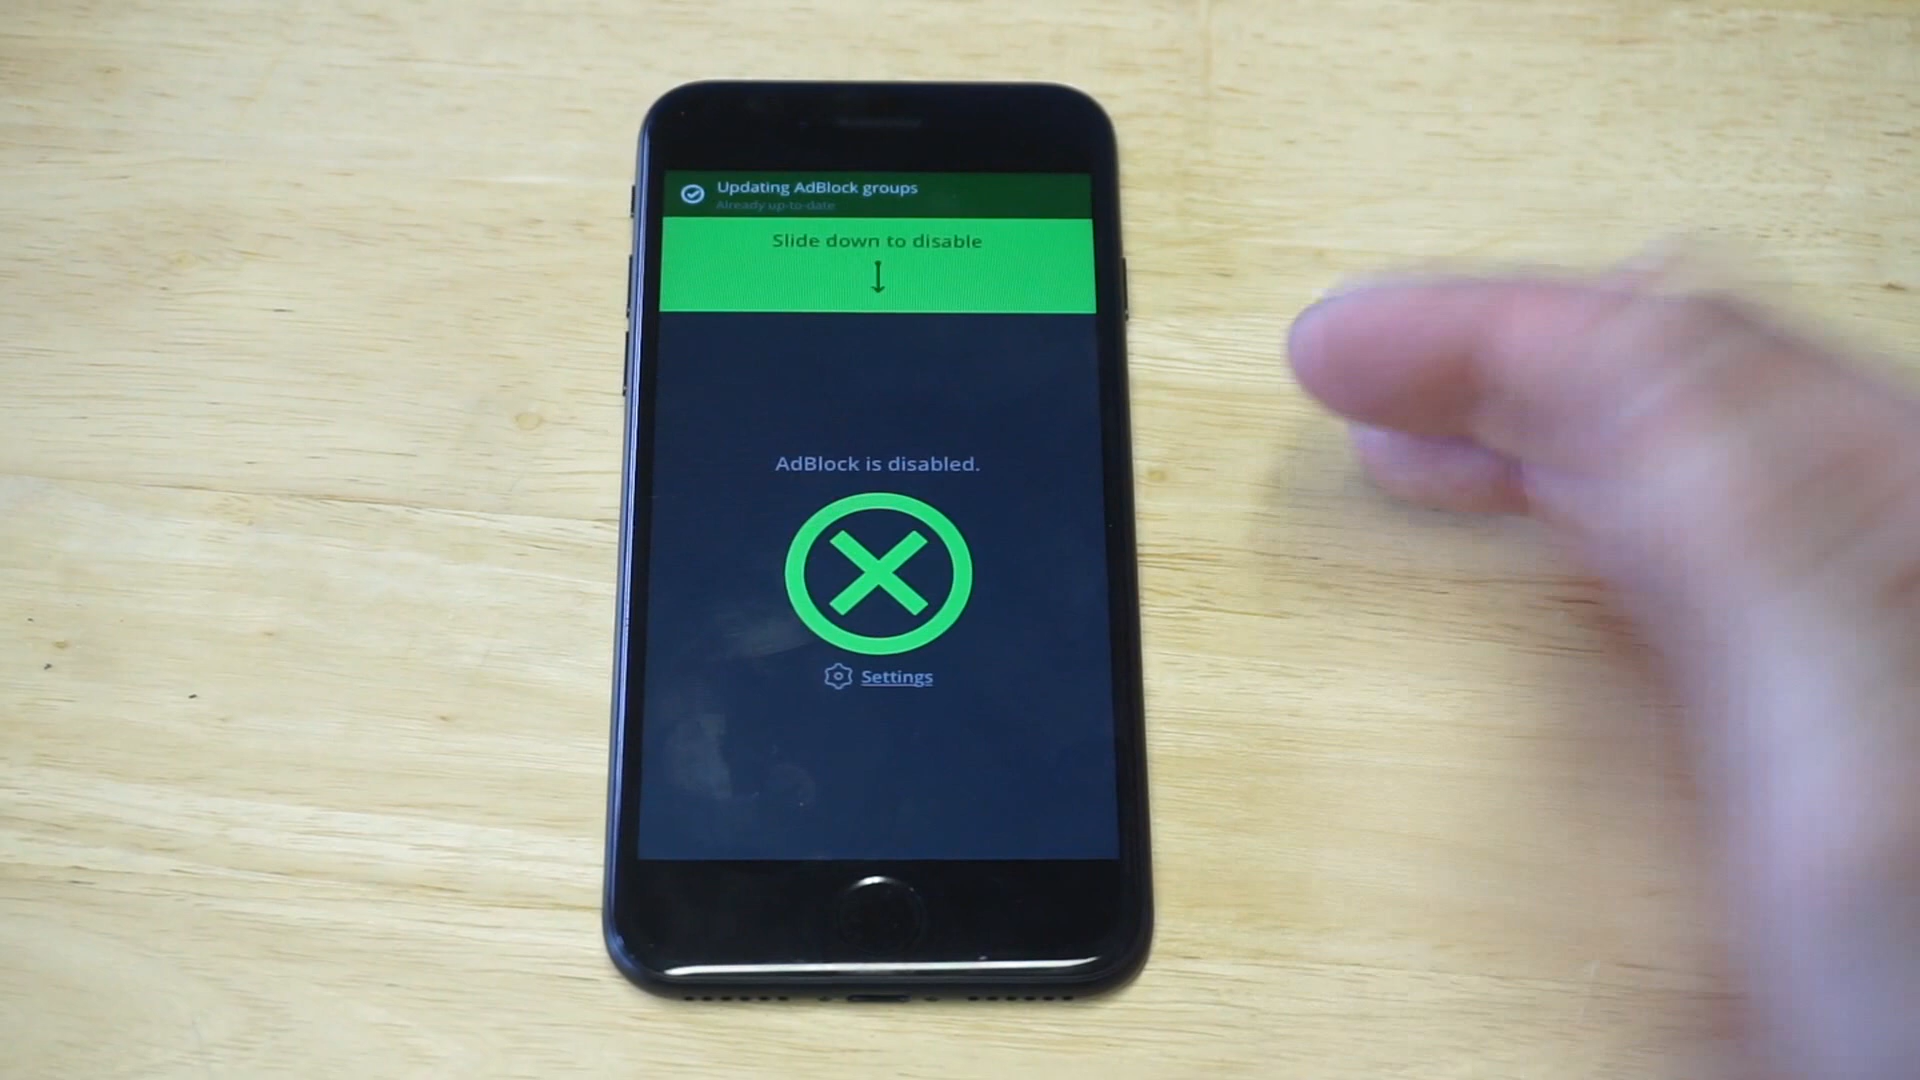 Updating AdBlock groups
Already up-to-date
Slide down to disable
AdBlock is disabled.
Settings